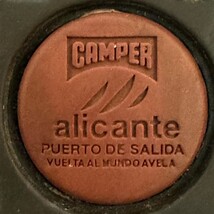 CAMPER
alicante
PUERTO DE SALIDA
VUELTA AL MUNDO A VELA